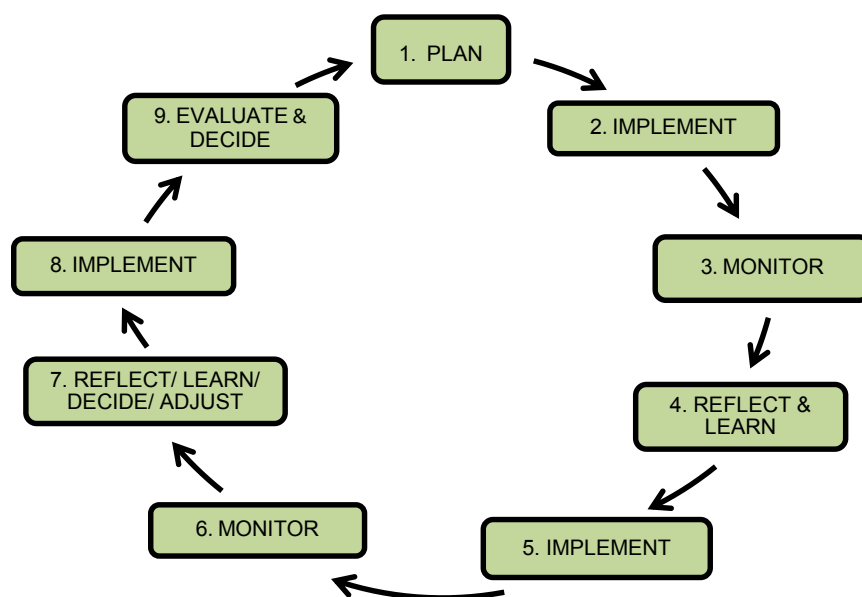 1. PLAN
2. IMPLEMENT
3. MONITOR
4. REFLECT &
LEARN
5. IMPLEMENT
6. MONITOR
7. REFLECT/ LEARN/
DECIDE/ ADJUST
8. IMPLEMENT
9. EVALUATE &
DECIDE